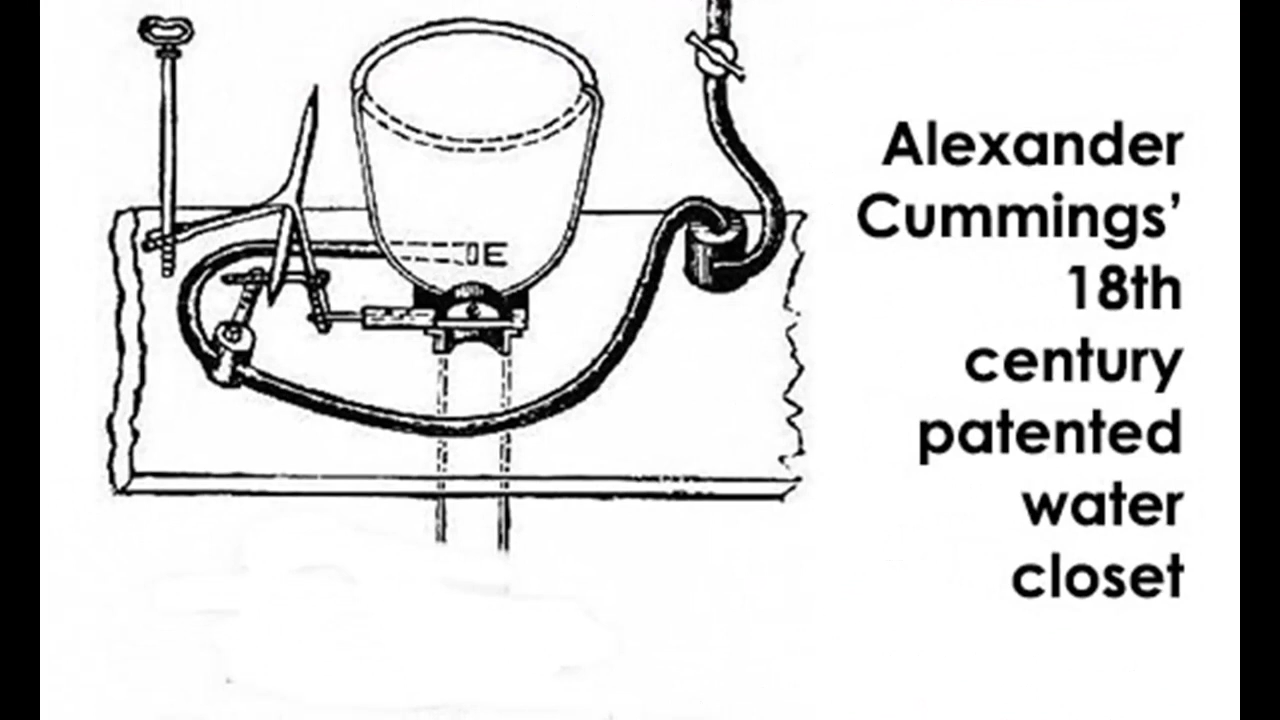 E
Alexander
Cummings’
18th
century
patented
water
closet